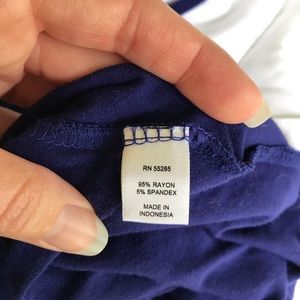 RN 55285
95% RAYON
5% SPANDEX
MADE IN
INDONESIA